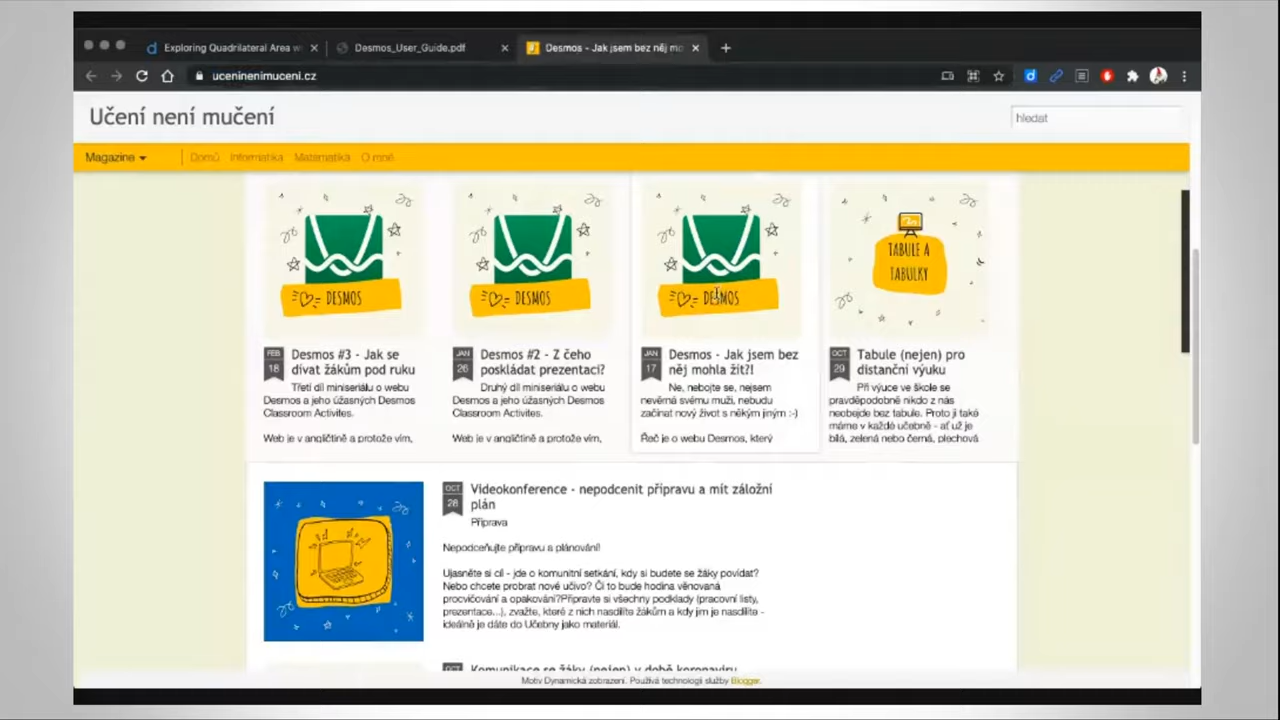 Exploring Quadrilateral Area w
Desmos_User_Guide.pdf
Desmos - Jak jsem bez něj mo
uceninenimuceni.cz
Učení není mučení
hledat
Magazine
Domů Informatika Matematika O mně
DESMOS
DESMOS
DESMOS
TABULE A
TABULKY
FEB
18
Desmos #3 - Jak se
dívat žákům pod ruku
Třetí díl minisérialu o webu
Desmos a jeho úžasných Desmos
Classroom Activites.
Web je v angličtině a protože vím,
JAN
26
Desmos #2 - Z čeho
poskládat prezentaci?
Druhý díl minisérialu o webu
Desmos a jeho úžasných Desmos
Classroom Activites.
Web je v angličtině a protože vím,
JAN
17
Desmos - Jak jsem bez
něj mohla žít?!
Ne, nebojte se, nejsem
nevěrná svému muži, nebudu
začínat nový život s někým jiným :-)
Řeč je o webu Desmos, který
OCT
29
Tabule (nejen) pro
distanční výuku
Při výuce ve škole se
pravděpodobně nikdo z nás
neobejde bez tabule. Proto ji také
máme v každé učebně - ať už je
bílá, zelená nebo černá, plechová
OCT
28
Videokonference - nepodcenit přípravu a mít záložní
plán
Příprava
Nepodceňujte přípravu a plánování!
Ujasněte si cíl - jde o komunitní setkání, kdy si budete se žáky povídat?
Nebo chcete probrat nové učivo? Či to bude hodina věnovaná
procvičování a opakování?Připravte si všechny podklady (pracovní listy,
prezentace...), zvažte, které z nich nasdílíte žákům a kdy jim je nasdílíte -
ideálně je dáte do Učebny jako materiál.
OCT
Komunikace se žáky (nejen) v době koronaviru
Motiv Dynamická zobrazení. Používá technologii služby Blogger.